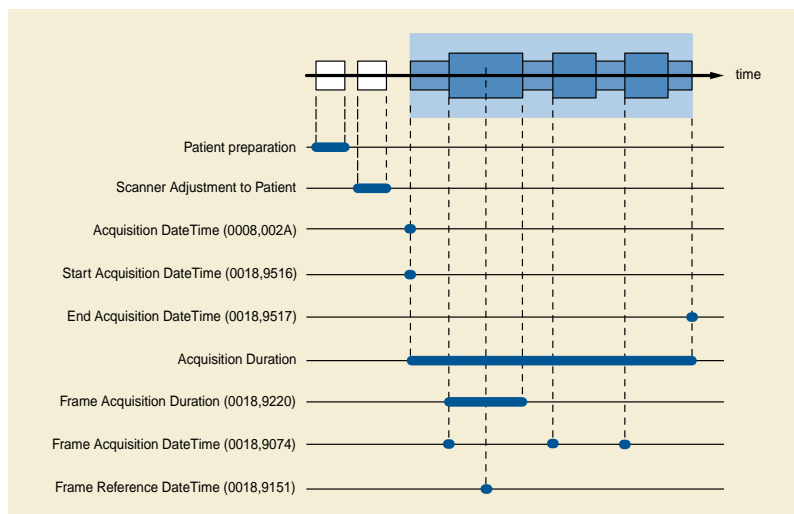 time
Patient preparation
Scanner Adjustment to Patient
Acquisition DateTime (0008,002A)
Start Acquisition DateTime (0018,9516)
End Acquisition DateTime (0018,9517)
Acquisition Duration
Frame Acquisition Duration (0018,9220)
Frame Acquisition DateTime (0018,9074)
Frame Reference DateTime (0018,9151)